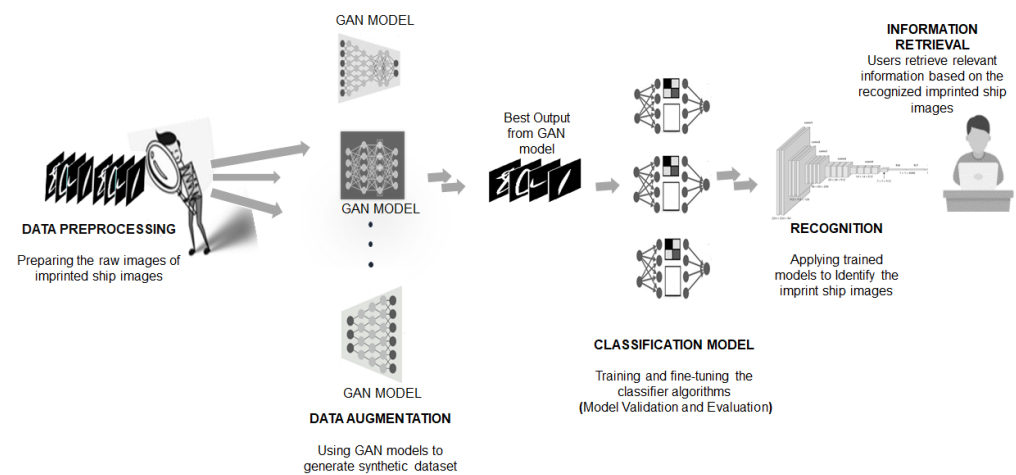 DATA PREPROCESSING
Preparing the raw images of
imprinted ship images
GAN MODEL
GAN MODEL
GAN MODEL
DATA AUGMENTATION
Using GAN models to
generate synthetic dataset
Best Output
from GAN
model
CLASSIFICATION MODEL
Training and fine-tuning the
classifier algorithms
(Model Validation and Evaluation)
RECOGNITION
Applying trained
models to Identify the
imprint ship images
INFORMATION
RETRIEVAL
Users retrieve relevant
information based on the
recognized imprinted ship
images